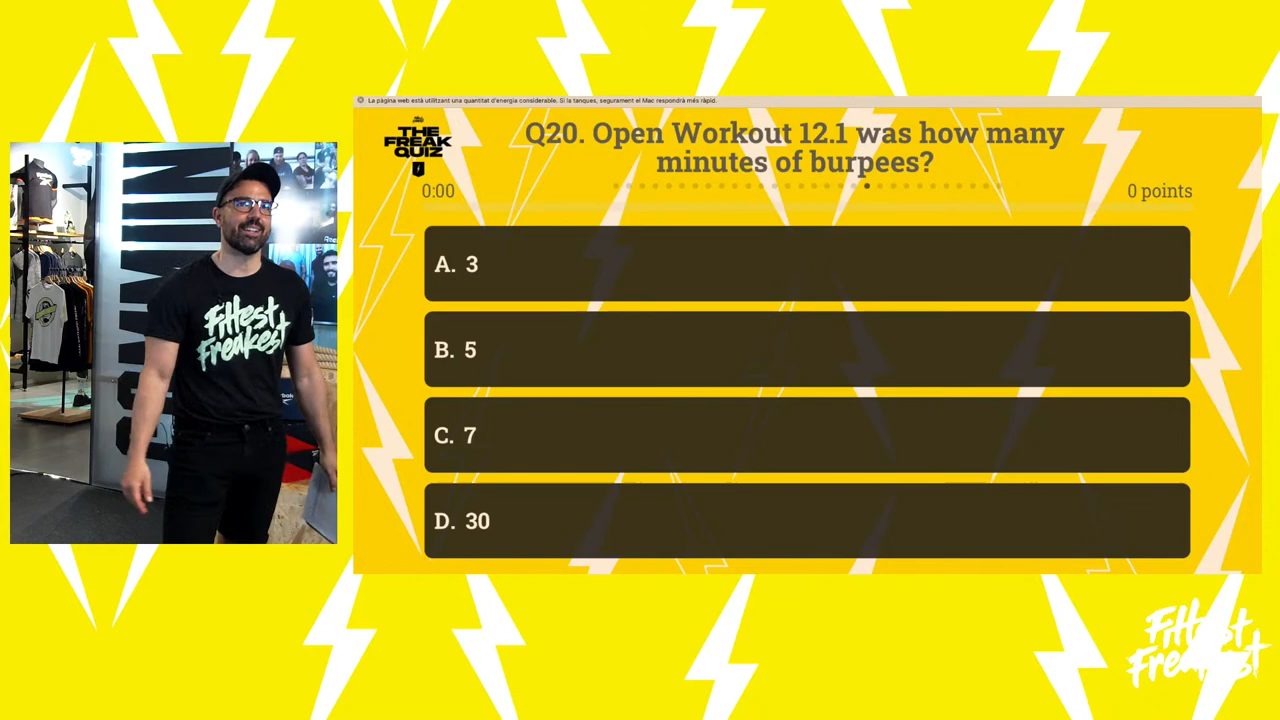 La pàgina web està utilitzant una quantitat d'energia considerable. Si la tanques, segurament el Mac respondrà més ràpid.
THE
FREAK
QUIZ
Q20. Open Workout 12.1 was how many
minutes of burpees?
0:00
0 points
A. 3
B. 5
C. 7
D. 30
COMMUN
Fittest
Freakest
Fittest
Freakest